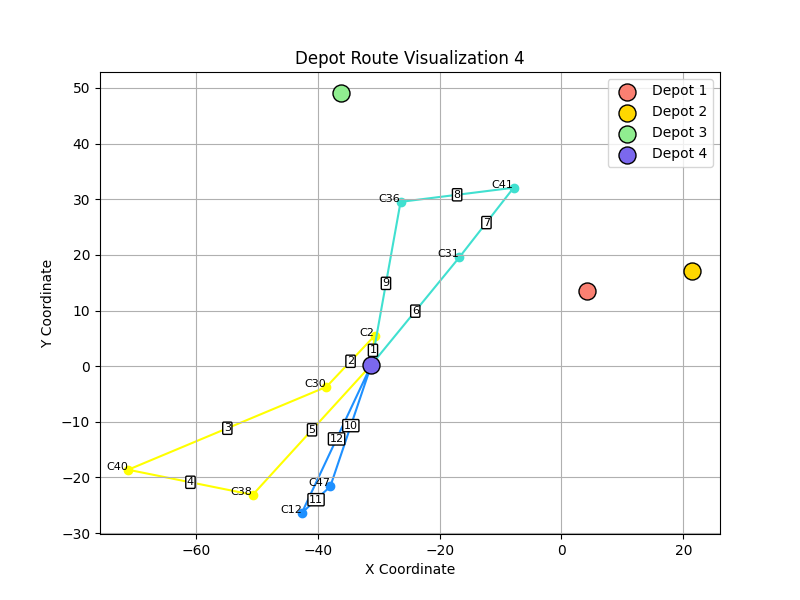 Depot Route Visualization 4
Depot 1
Depot 2
Depot 3
Depot 4
Y Coordinate
50
40
30
20
10
0
−10
−20
−30
C41
C36
8
7
C31
9
6
C2
1
2
C30
3
5
10
12
C40
4
C38
C47
11
C12
−60
−40
−20
0
20
X Coordinate